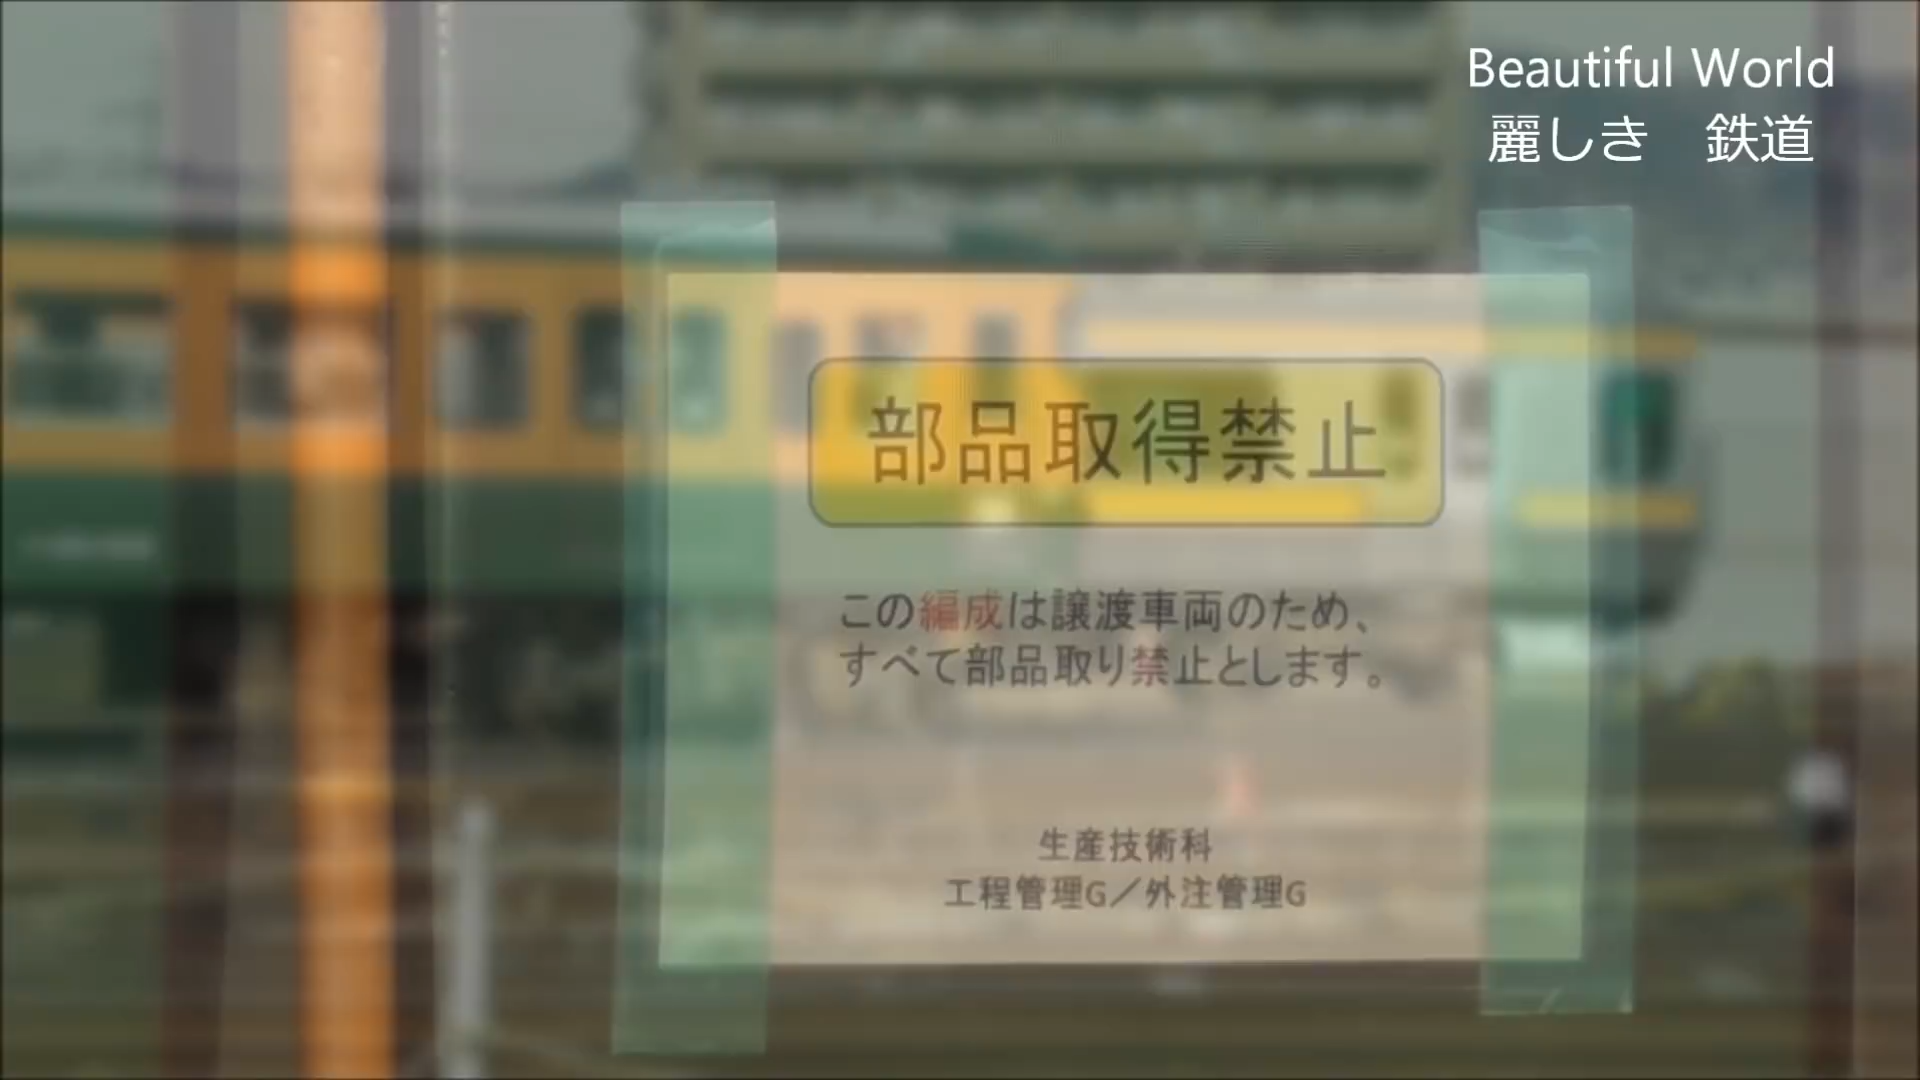 Beautiful World
麗しき　鉄道
部品取得禁止
この編成は譲渡車両のため、
すべて部品取り禁止とします。
生産技術科
工程管理G／外注管理G